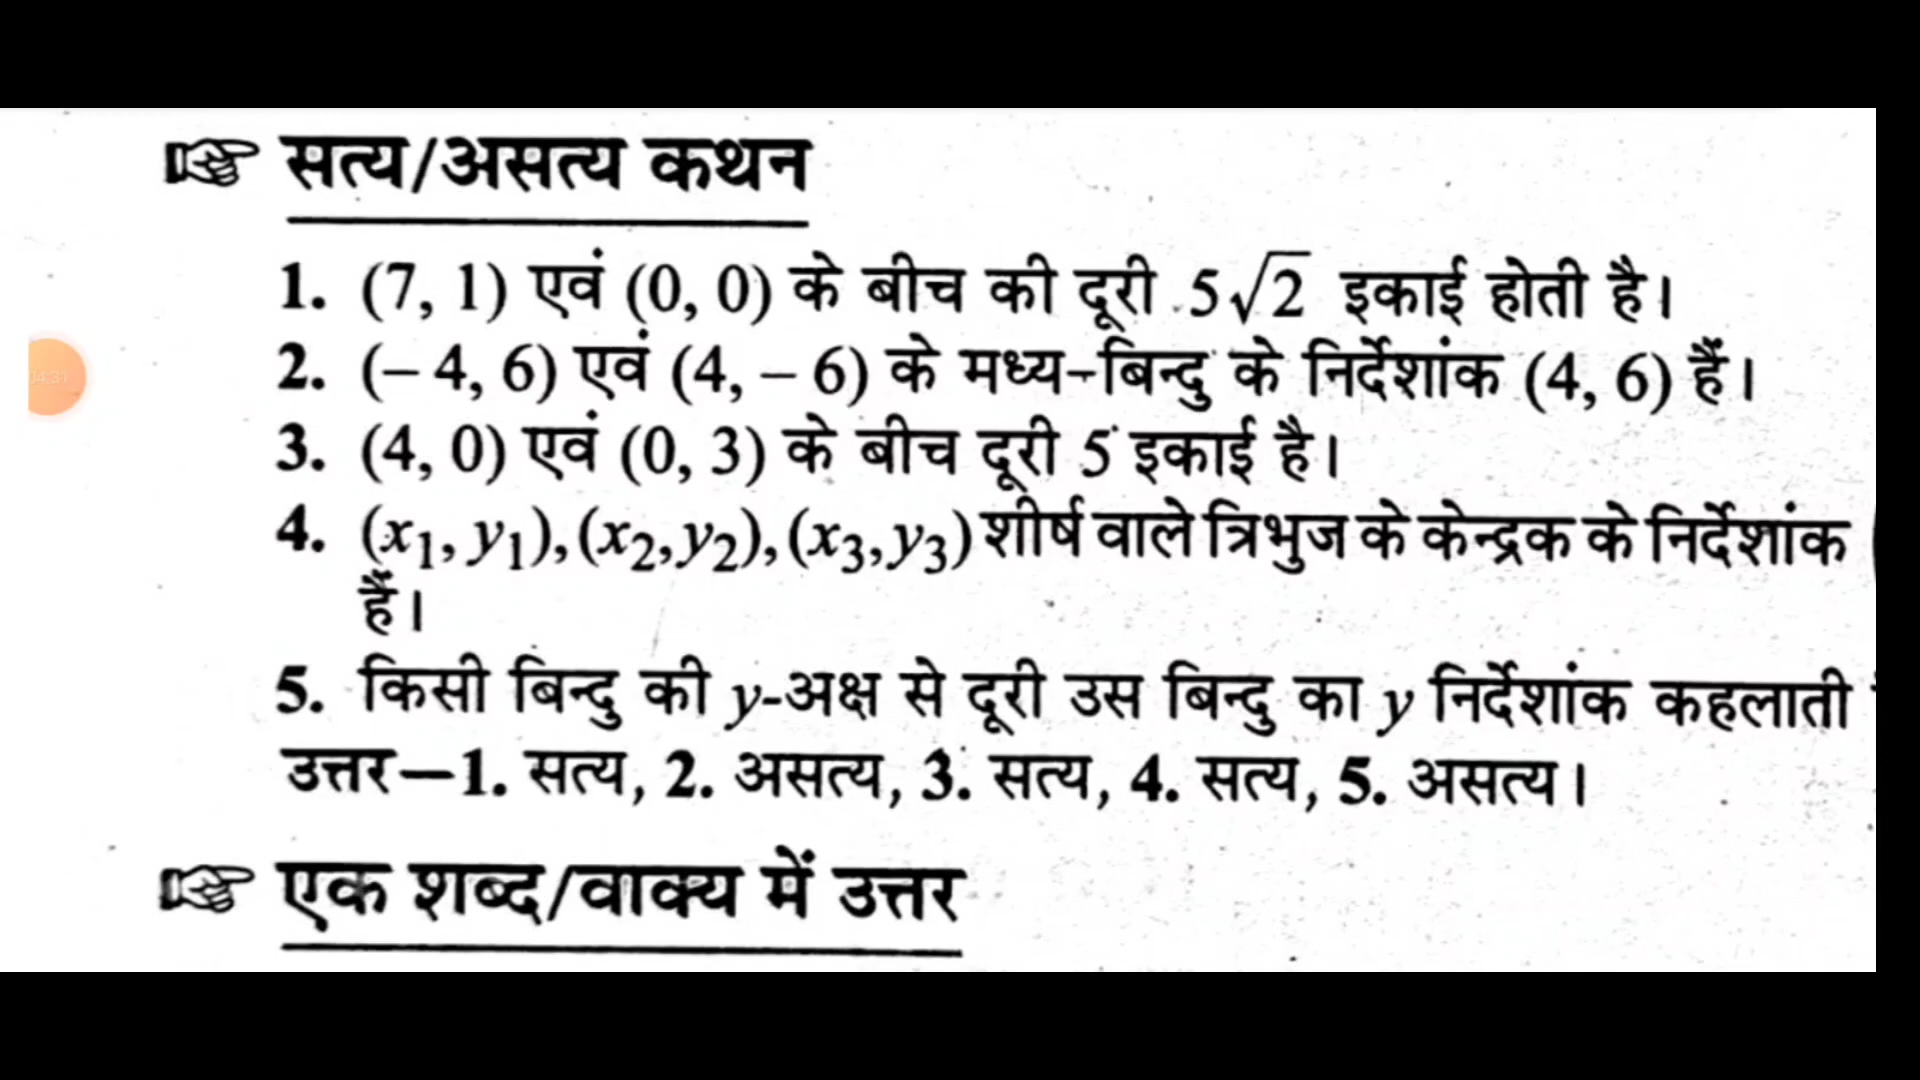 सत्य/असत्य कथन
1. (7, 1) एवं (0, 0) के बीच की दूरी 5√2 इकाई होती है।
2. (– 4, 6) एवं (4, – 6) के मध्य-बिन्दु के निर्देशांक (4, 6) हैं।
3. (4, 0) एवं (0, 3) के बीच दूरी 5 इकाई है।
4. (x₁, y₁), (x₂, y₂), (x₃, y₃) शीर्ष वाले त्रिभुज के केन्द्रक के निर्देशांक
हैं।
5. किसी बिन्दु की y-अक्ष से दूरी उस बिन्दु का y निर्देशांक कहलाती
उत्तर—1. सत्य, 2. असत्य, 3. सत्य, 4. सत्य, 5. असत्य।
एक शब्द/वाक्य में उत्तर
04:31